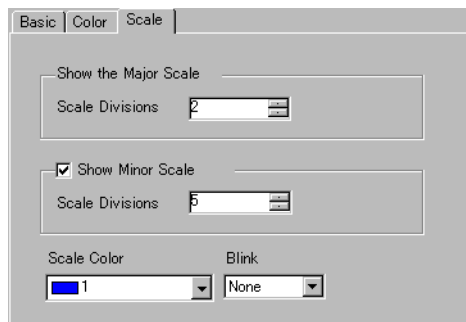 Basic Color Scale
Show the Major Scale
Scale Divisions 2
Show Minor Scale
Scale Divisions 5
Scale Color Blink
1 None